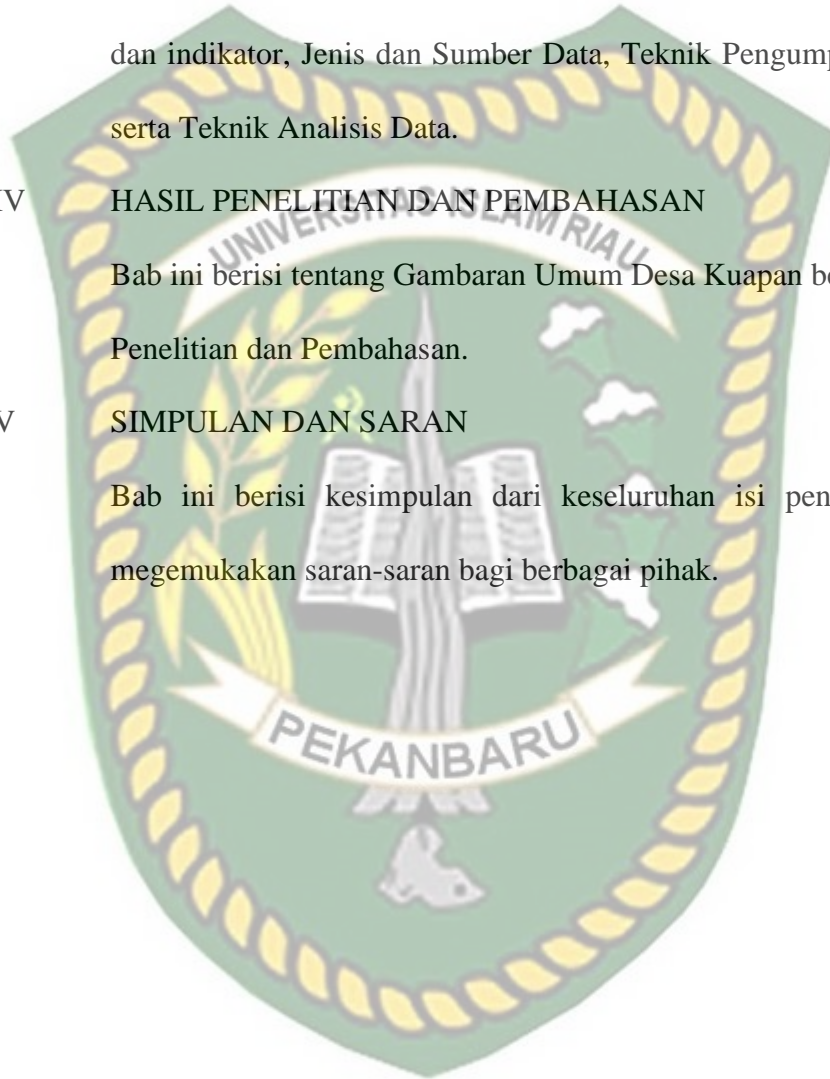 dan indikator, Jenis dan Sumber Data, Teknik Pengump
serta Teknik Analisis Data.
IV HASIL PENELITIAN DAN PEMBAHASAN
UNIVERSITAS ISLAM RIAU
Bab ini berisi tentang Gambaran Umum Desa Kuapan be
Penelitian dan Pembahasan.
V SIMPULAN DAN SARAN
Bab ini berisi kesimpulan dari keseluruhan isi pen
megemukakan saran-saran bagi berbagai pihak.
PEKANBARU